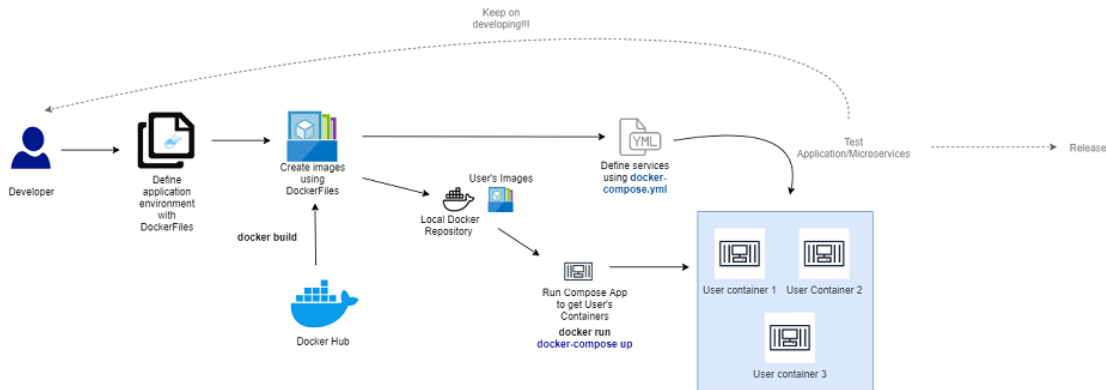 Keep on
developing!!!
Developer
Define
application
environment
with
DockerFiles
Create images
using
DockerFiles
docker build
Docker Hub
User's Images
Local Docker
Repository
YML
Define services
using docker-
compose.yml
Run Compose App
to get User's
Containers
docker run
docker-compose up
Test
Application/Microservices
Release
User container 1
User Container 2
User container 3